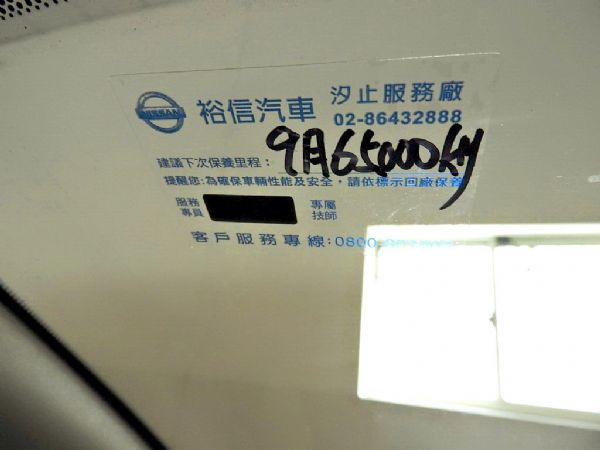 NISSAN 裕信汽車 汐止服務廠
02-86432888
建議下次保養里程：9月65000KM
提醒您:為確保車輛性能及安全，請依標示回廠保養
服務專員 專屬技師
客戶服務專線:0800